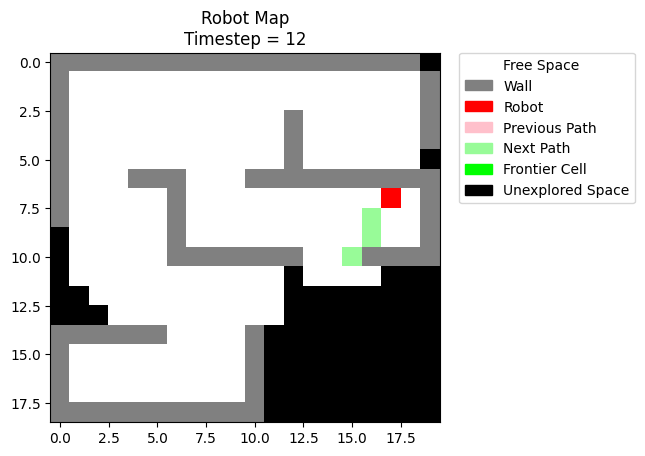 Robot Map
Timestep = 12
0.0
2.5
5.0
7.5
10.0
12.5
15.0
17.5
0.0 2.5 5.0 7.5 10.0 12.5 15.0 17.5
Free Space
Wall
Robot
Previous Path
Next Path
Frontier Cell
Unexplored Space